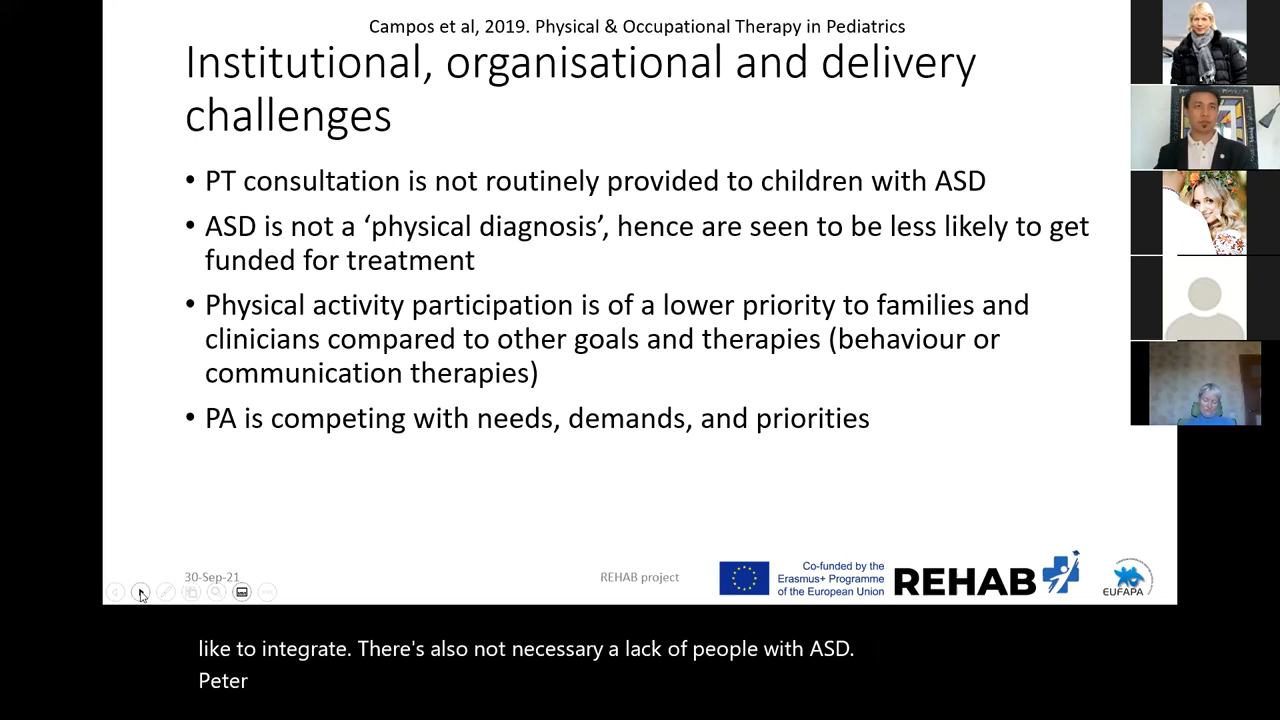 Campos et al, 2019. Physical & Occupational Therapy in Pediatrics
Institutional, organisational and delivery
challenges
• PT consultation is not routinely provided to children with ASD
• ASD is not a ‘physical diagnosis’, hence are seen to be less likely to get
funded for treatment
• Physical activity participation is of a lower priority to families and
clinicians compared to other goals and therapies (behaviour or
communication therapies)
• PA is competing with needs, demands, and priorities
30-Sep-21
REHAB project
Co-funded by the
Erasmus+ Programme
of the European Union
REHAB
EUFAPA
like to integrate. There's also not necessary a lack of people with ASD.
Peter